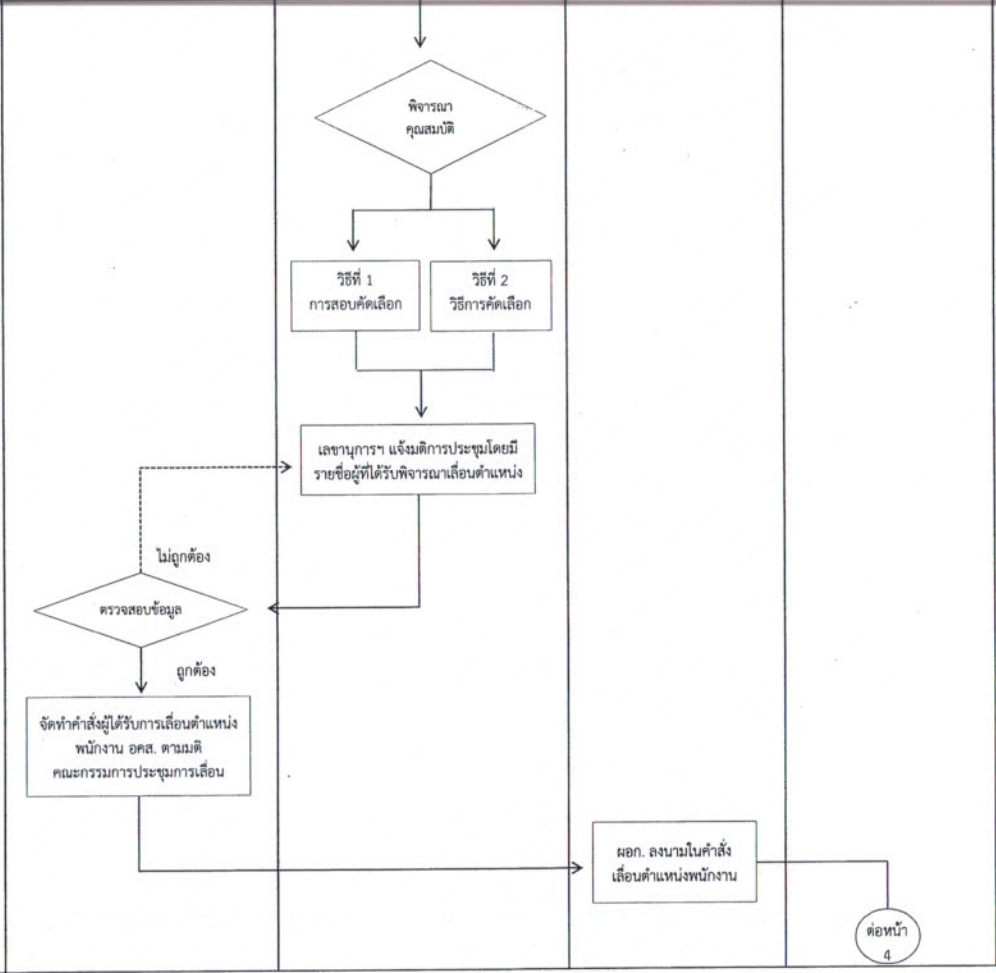 พิจารณา
คุณสมบัติ
วิธีที่ 1
การสอบคัดเลือก
วิธีที่ 2
วิธีการคัดเลือก
เลขานุการฯ แจ้งมติการประชุมโดยมี
รายชื่อผู้ที่ได้รับพิจารณาเลื่อนตำแหน่ง
ไม่ถูกต้อง
ตรวจสอบข้อมูล
ถูกต้อง
จัดทำคำสั่งผู้ได้รับการเลื่อนตำแหน่ง
พนักงาน อคส. ตามมติ
คณะกรรมการประชุมการเลื่อน
ผอก. ลงนามในคำสั่ง
เลื่อนตำแหน่งพนักงาน
ต่อหน้า
4